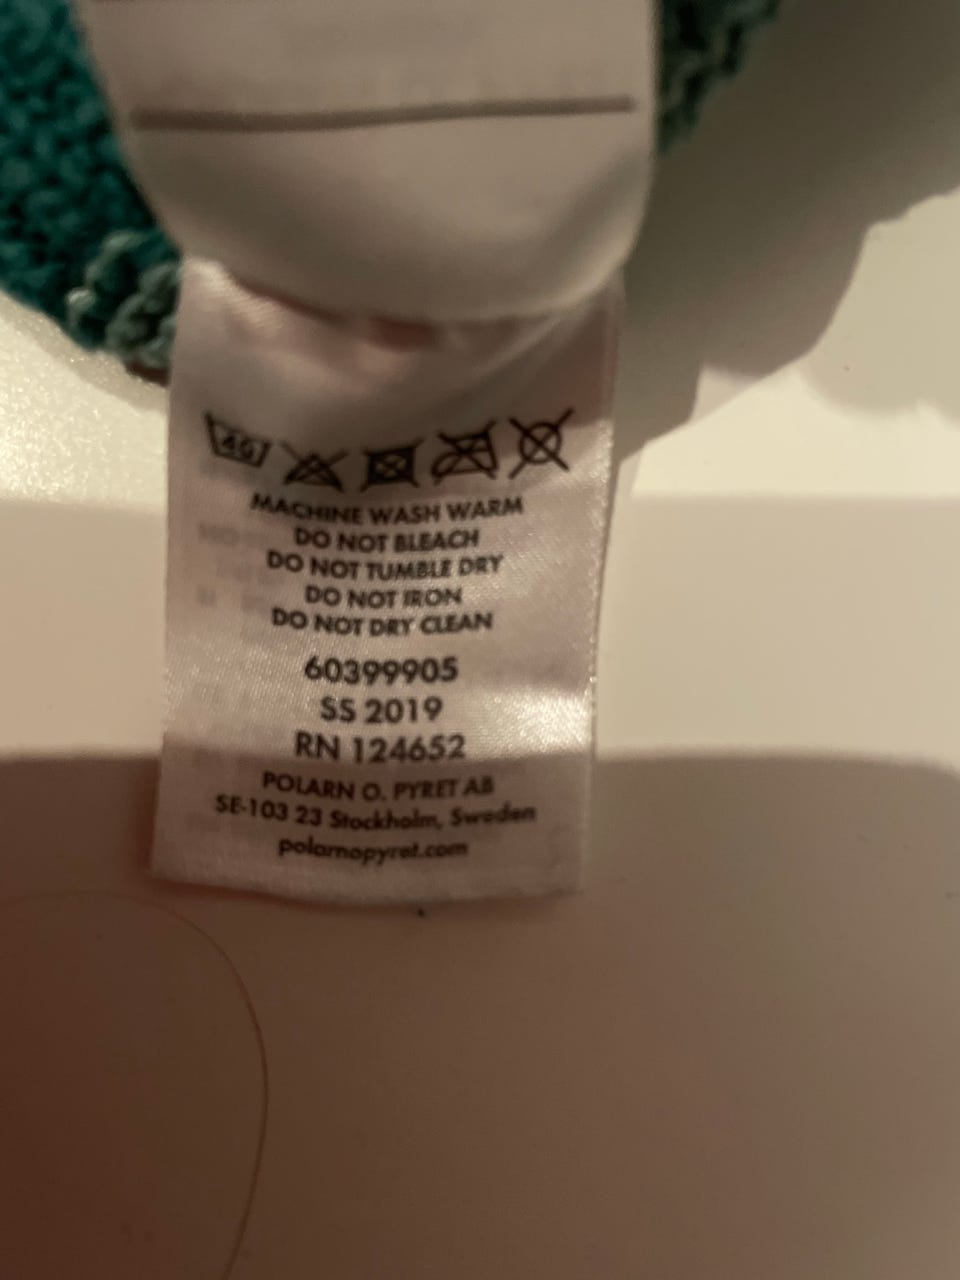 40
MACHINE WASH WARM
DO NOT BLEACH
DO NOT TUMBLE DRY
DO NOT IRON
DO NOT DRY CLEAN
60399905
SS 2019
RN 124652
POLARN O. PYRET AB
SE-103 23 Stockholm, Sweden
polarnopyret.com